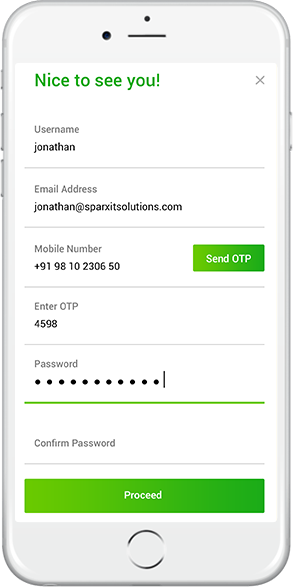 Nice to see you!
Username
jonathan
Email Address
jonathan@sparxitsolutions.com
Mobile Number
+91 98 10 2306 50
Send OTP
Enter OTP
4598
Password
●●●●●●●●●●●
Confirm Password
Proceed